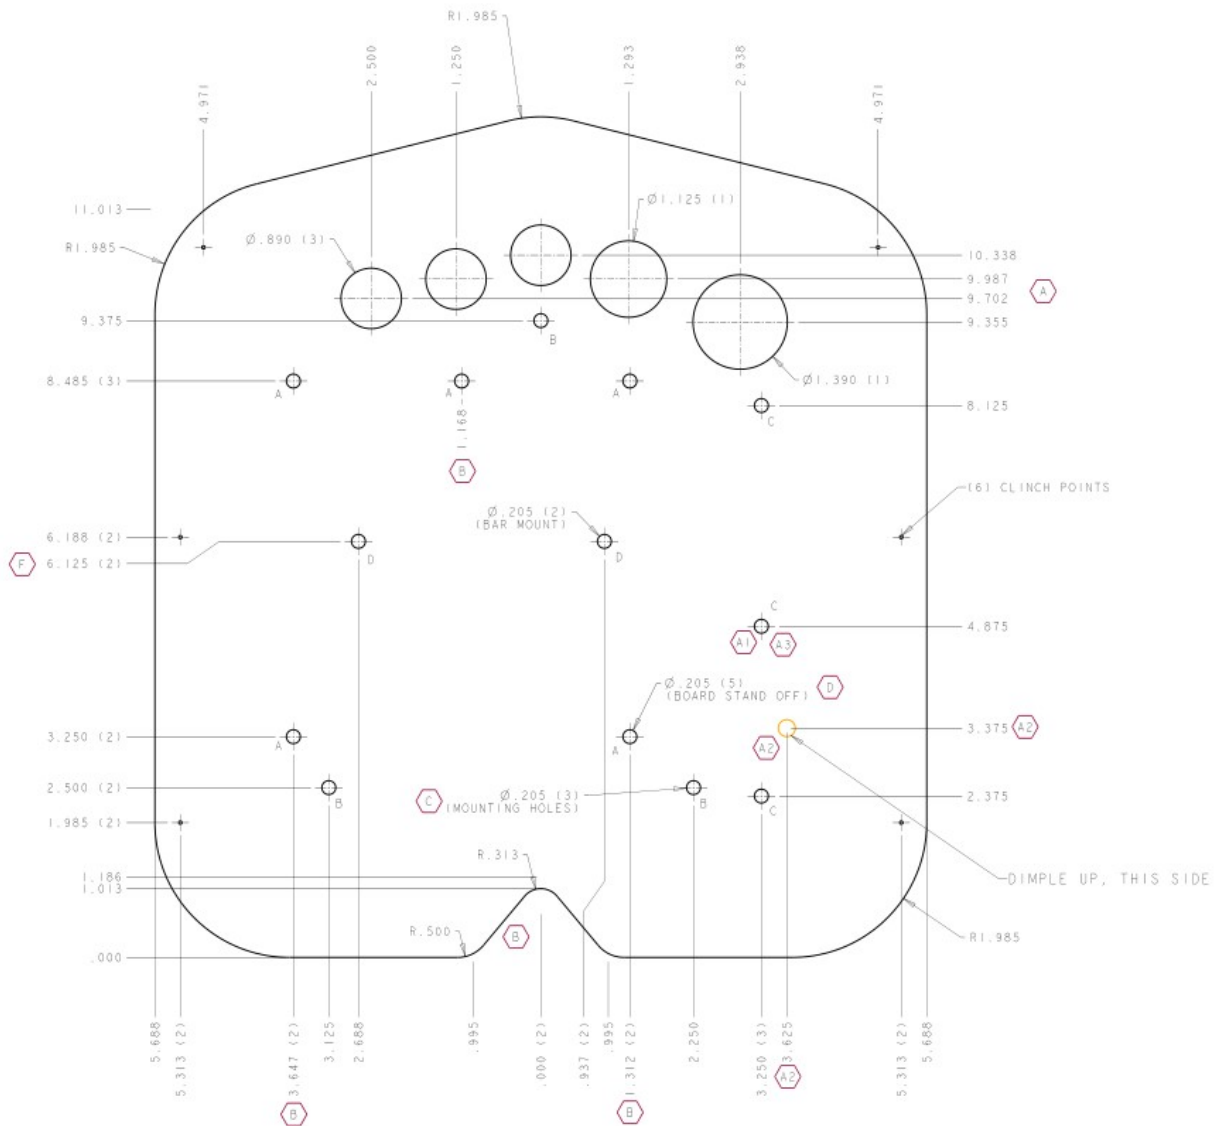 R1.985
2.500
1.250
1.293
2.938
4.971
4.971
11.013
R1.985
Ø.890 (3)
Ø1.125 (1)
10.338
9.987
9.702
A
9.355
9.375
B
8.485 (3)
A
A
A
Ø1.390 (1)
8.125
C
1.168
B
(6) CLINCH POINTS
Ø.205 (2)
(BAR MOUNT)
6.188 (2)
F
6.125 (2)
D
D
C
4.875
A1
A3
Ø.205 (5)
(BOARD STAND OFF)
D
3.250 (2)
A
A
3.375
A2
A2
2.500 (2)
B
C
Ø.205 (3)
(MOUNTING HOLES)
B
C
2.375
1.985 (2)
R.313
1.186
1.013
DIMPLE UP, THIS SIDE
R.500
B
R1.985
.000
5.688
5.313 (2)
3.647 (2)
3.125
2.688
.995
.000 (2)
.937 (2)
.995
1.312 (2)
2.250
3.250 (3)
3.625
5.313 (2)
5.688
B
B
A2